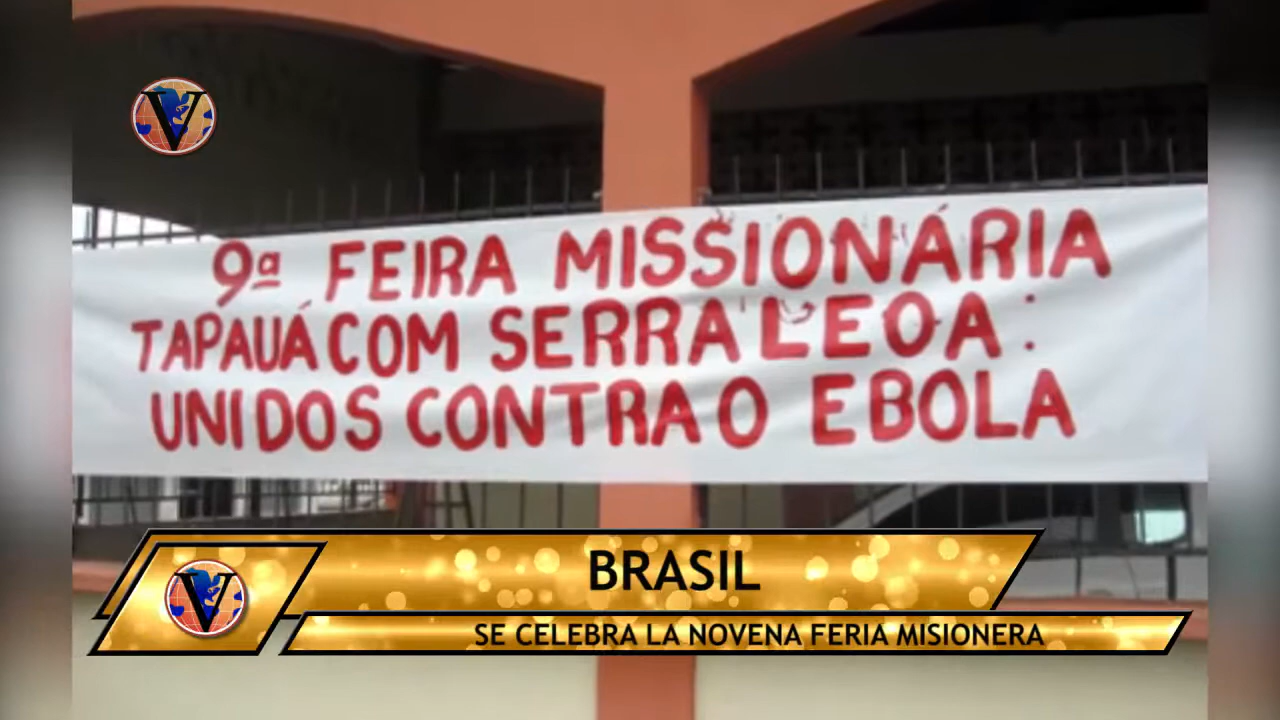 V
9ª FEIRA MISSIONÁRIA
TAPAUÁ COM SERRA LEOA:
UNIDOS CONTRA O EBOLA
BRASIL
V
SE CELEBRA LA NOVENA FERIA MISIONERA